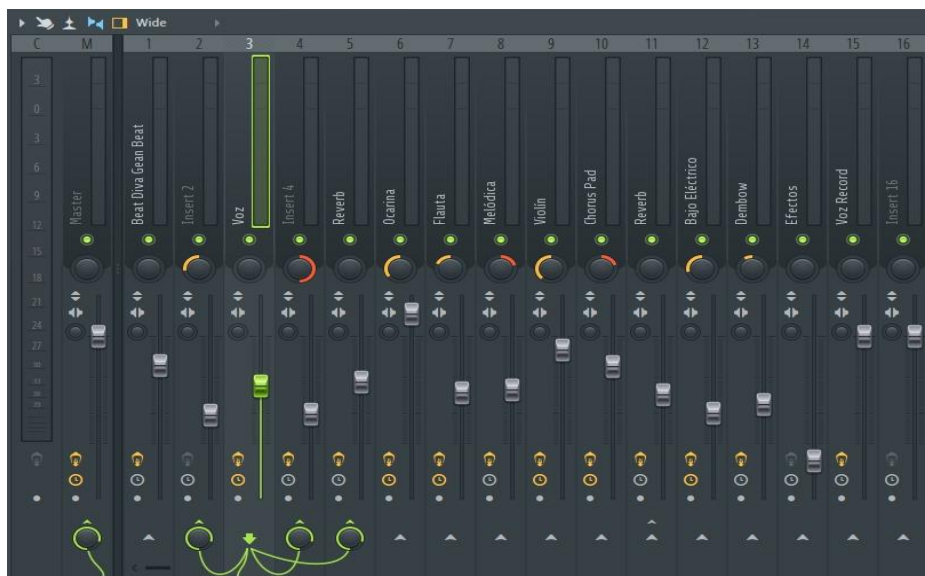 Wide
C M 1 2 3 4 5 6 7 8 9 10 11 12 13 14 15 16
3
0
3
6
9
12
15
18
21
24
27
30
33
Master
Beat Diva Gean Beat
Insert 2
Voz
Insert 4
Reverb
Ocarina
Flauta
Melódica
Violín
Chorus Pad
Reverb
Bajo Eléctrico
Dembow
Efectos
Voz Record
Insert 16